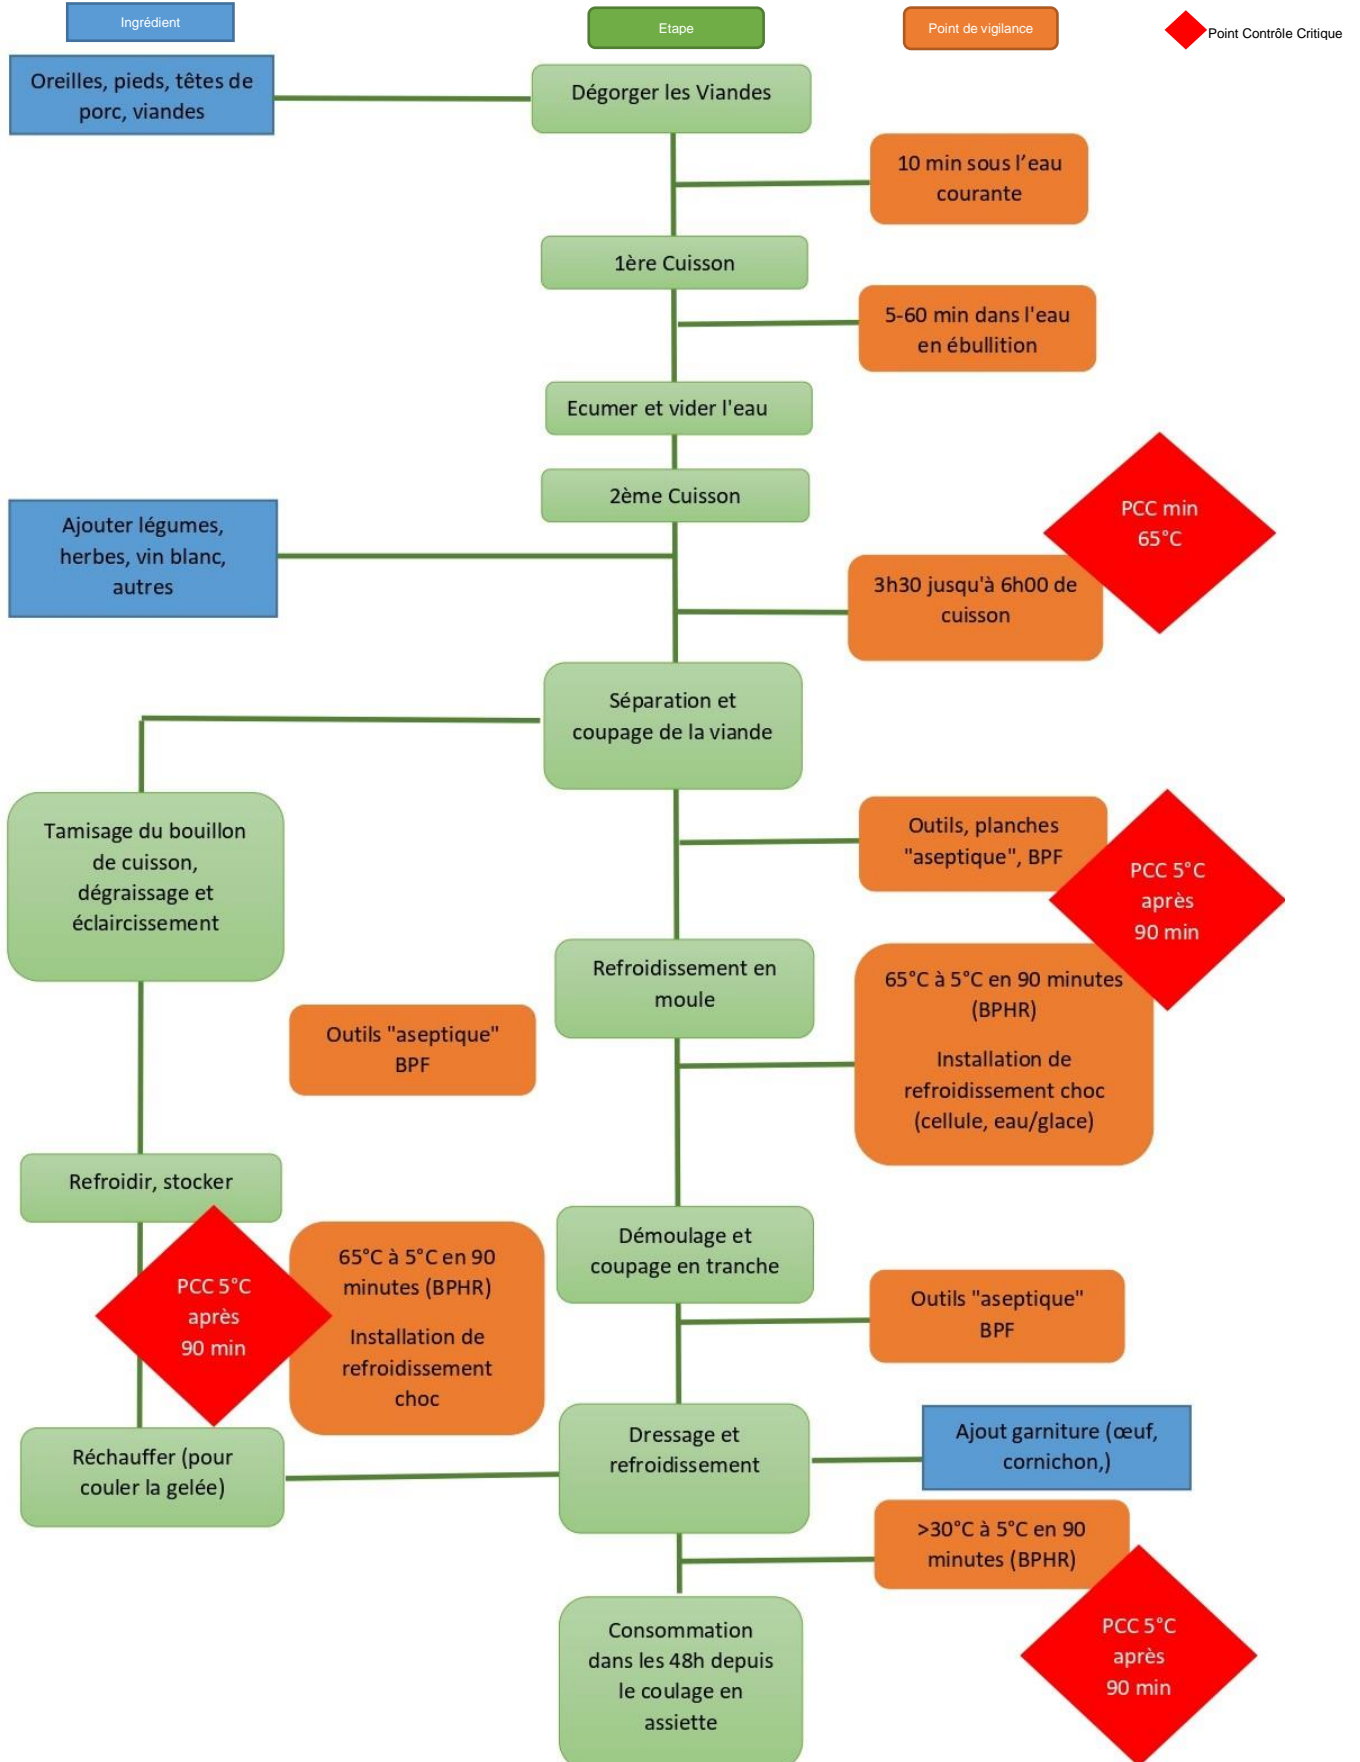 Ingrédient
Etape
Point de vigilance
Point Contrôle Critique
Oreilles, pieds, têtes de
porc, viandes
Dégorger les Viandes
10 min sous l'eau
courante
1ère Cuisson
5-60 min dans l'eau
en ébullition
Ecumer et vider l'eau
2ème Cuisson
PCC min
65°C
Ajouter légumes,
herbes, vin blanc,
autres
3h30 jusqu'à 6h00 de
cuisson
Séparation et
coupage de la viande
Tamisage du bouillon
de cuisson,
dégraissage et
éclaircissement
Outils, planches
"aseptique", BPF
PCC 5°C
après
90 min
Refroidissement en
moule
65°C à 5°C en 90 minutes
(BPHR)
Installation de
refroidissement choc
(cellule, eau/glace)
Outils "aseptique"
BPF
Refroidir, stocker
PCC 5°C
après
90 min
65°C à 5°C en 90
minutes (BPHR)
Installation de
refroidissement
choc
Démoulage et
coupage en tranche
Outils "aseptique"
BPF
Réchauffer (pour
couler la gelée)
Dressage et
refroidissement
Ajout garniture (œuf,
cornichon,)
>30°C à 5°C en 90
minutes (BPHR)
PCC 5°C
après
90 min
Consommation
dans les 48h depuis
le coulage en
assiette